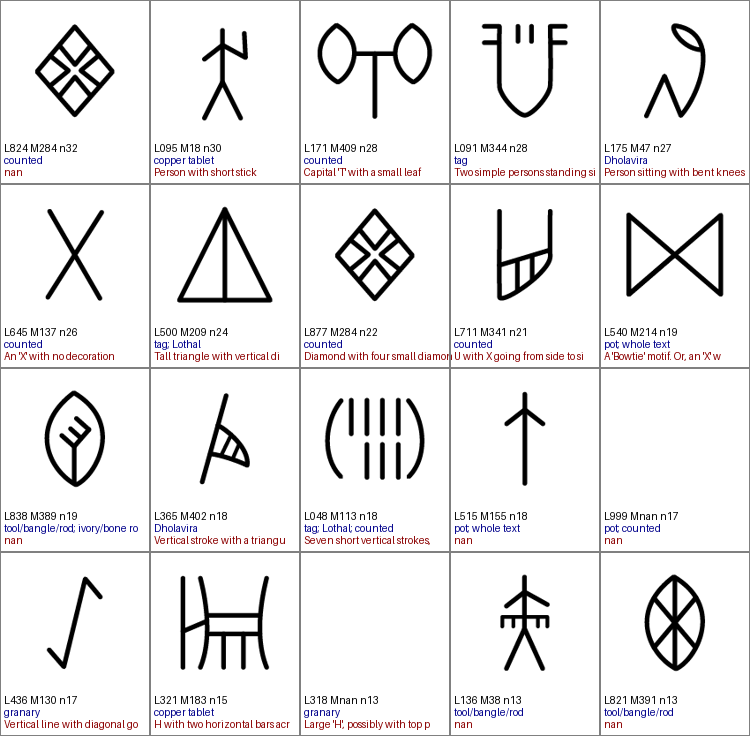 L824 M284 n32
counted
nan
L095 M18 n30
copper tablet
Person with short stick
L171 M409 n28
counted
Capital 'T' with a small leaf
L091 M344 n28
tag
Two simple persons standing si
L175 M47 n27
Dholavira
Person sitting with bent knees
L645 M137 n26
counted
An 'X' with no decoration
L500 M209 n24
tag; Lothal
Tall triangle with vertical di
L877 M284 n22
counted
Diamond with four small diamon
L711 M341 n21
counted
U with X going from side to si
L540 M214 n19
pot; whole text
A 'Bowtie' motif. Or, an 'X' w
L838 M389 n19
tool/bangle/rod; ivory/bone ro
nan
L365 M402 n18
Dholavira
Vertical stroke with a triangu
L048 M113 n18
tag; Lothal; counted
Seven short vertical strokes,
L515 M155 n18
pot; whole text
nan
L999 Mnan n17
pot; counted
nan
L436 M130 n17
granary
Vertical line with diagonal go
L321 M183 n15
copper tablet
H with two horizontal bars acr
L318 Mnan n13
granary
Large 'H', possibly with top p
L136 M38 n13
tool/bangle/rod
nan
L821 M391 n13
tool/bangle/rod
nan